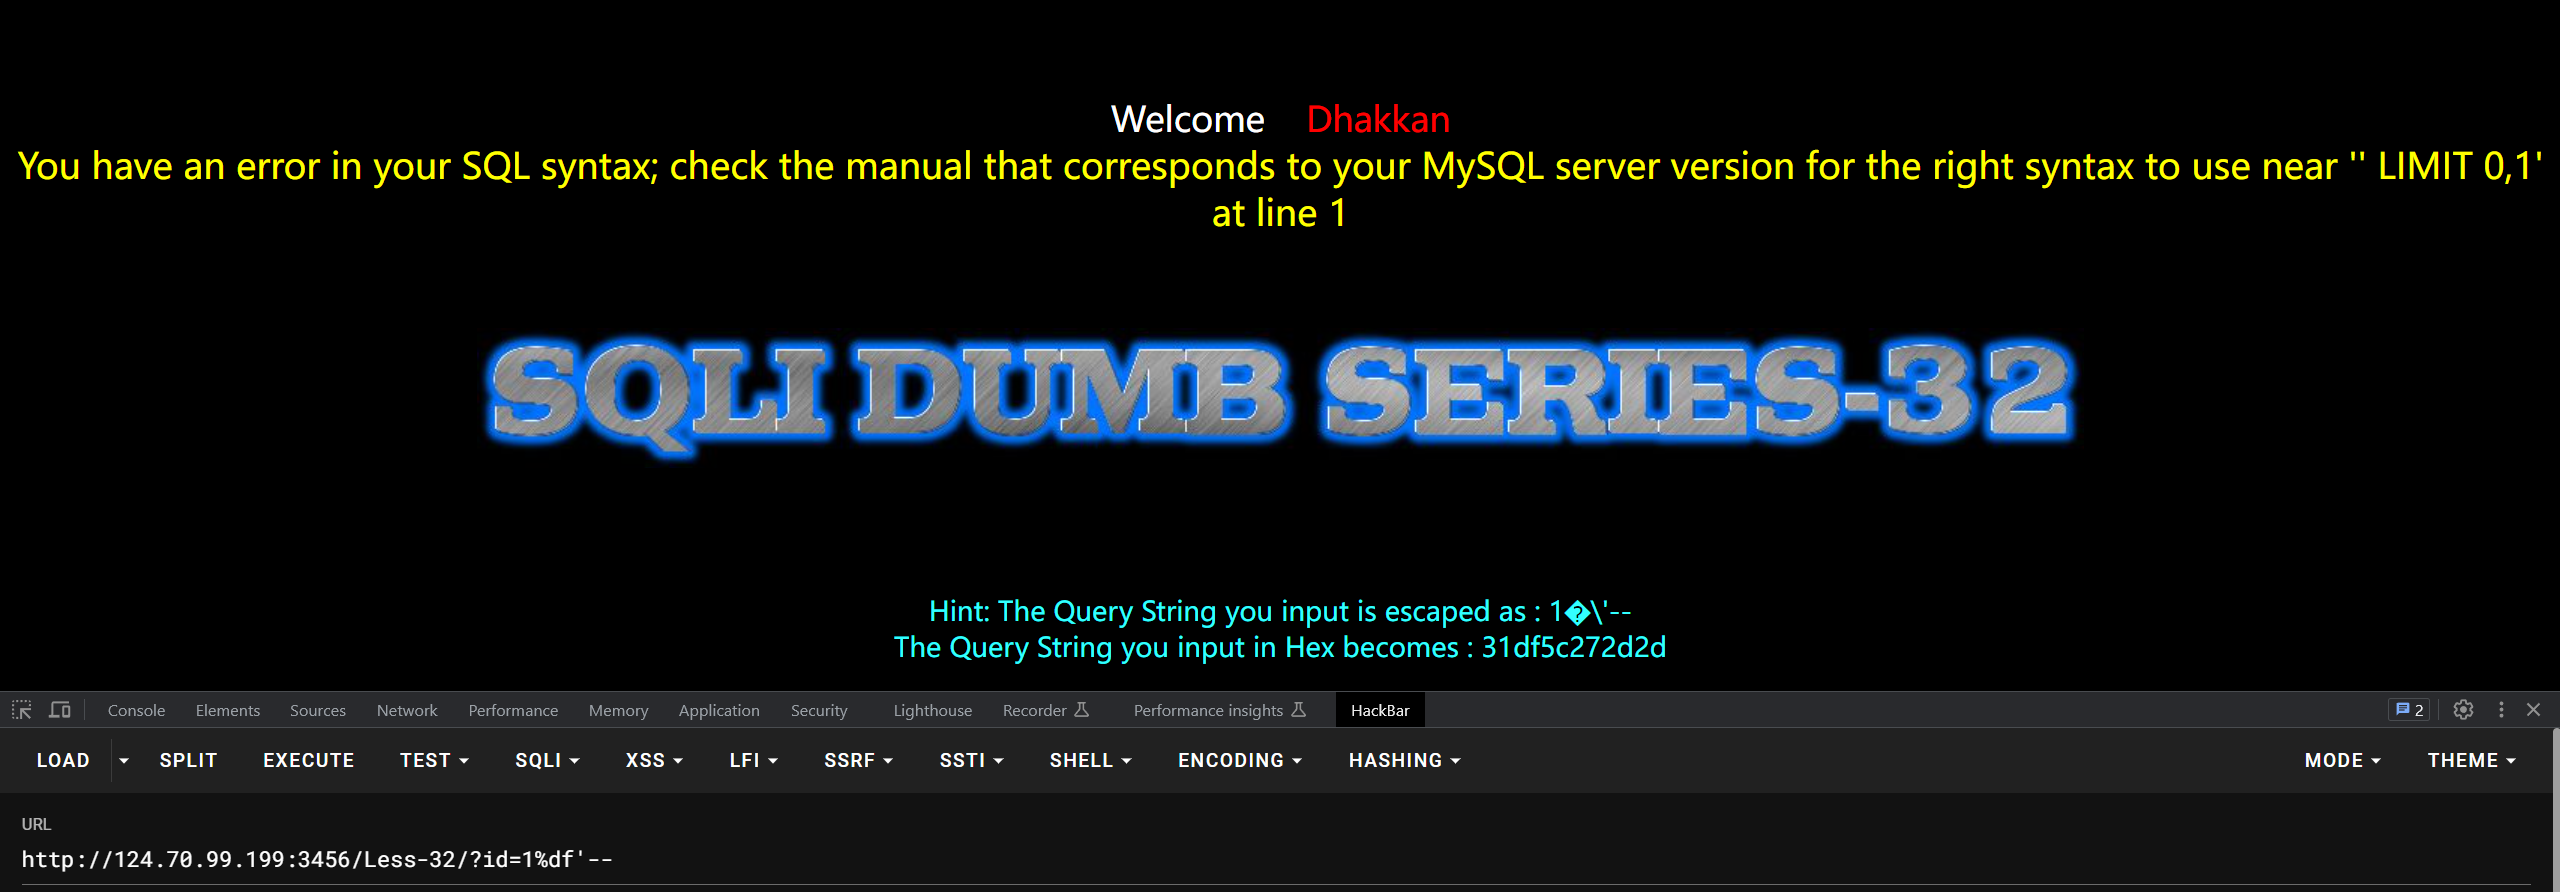 Welcome Dhakkan
You have an error in your SQL syntax; check the manual that corresponds to your MySQL server version for the right syntax to use near '' LIMIT 0,1'
at line 1
SQLI DUMB SERIES-32
Hint: The Query String you input is escaped as : 1�\'--
The Query String you input in Hex becomes : 31df5c272d2d
Console Elements Sources Network Performance Memory Application Security Lighthouse Recorder Performance insights HackBar 2
LOAD SPLIT EXECUTE TEST SQLI XSS LFI SSRF SSTI SHELL ENCODING HASHING MODE THEME
URL
http://124.70.99.199:3456/Less-32/?id=1%df'--